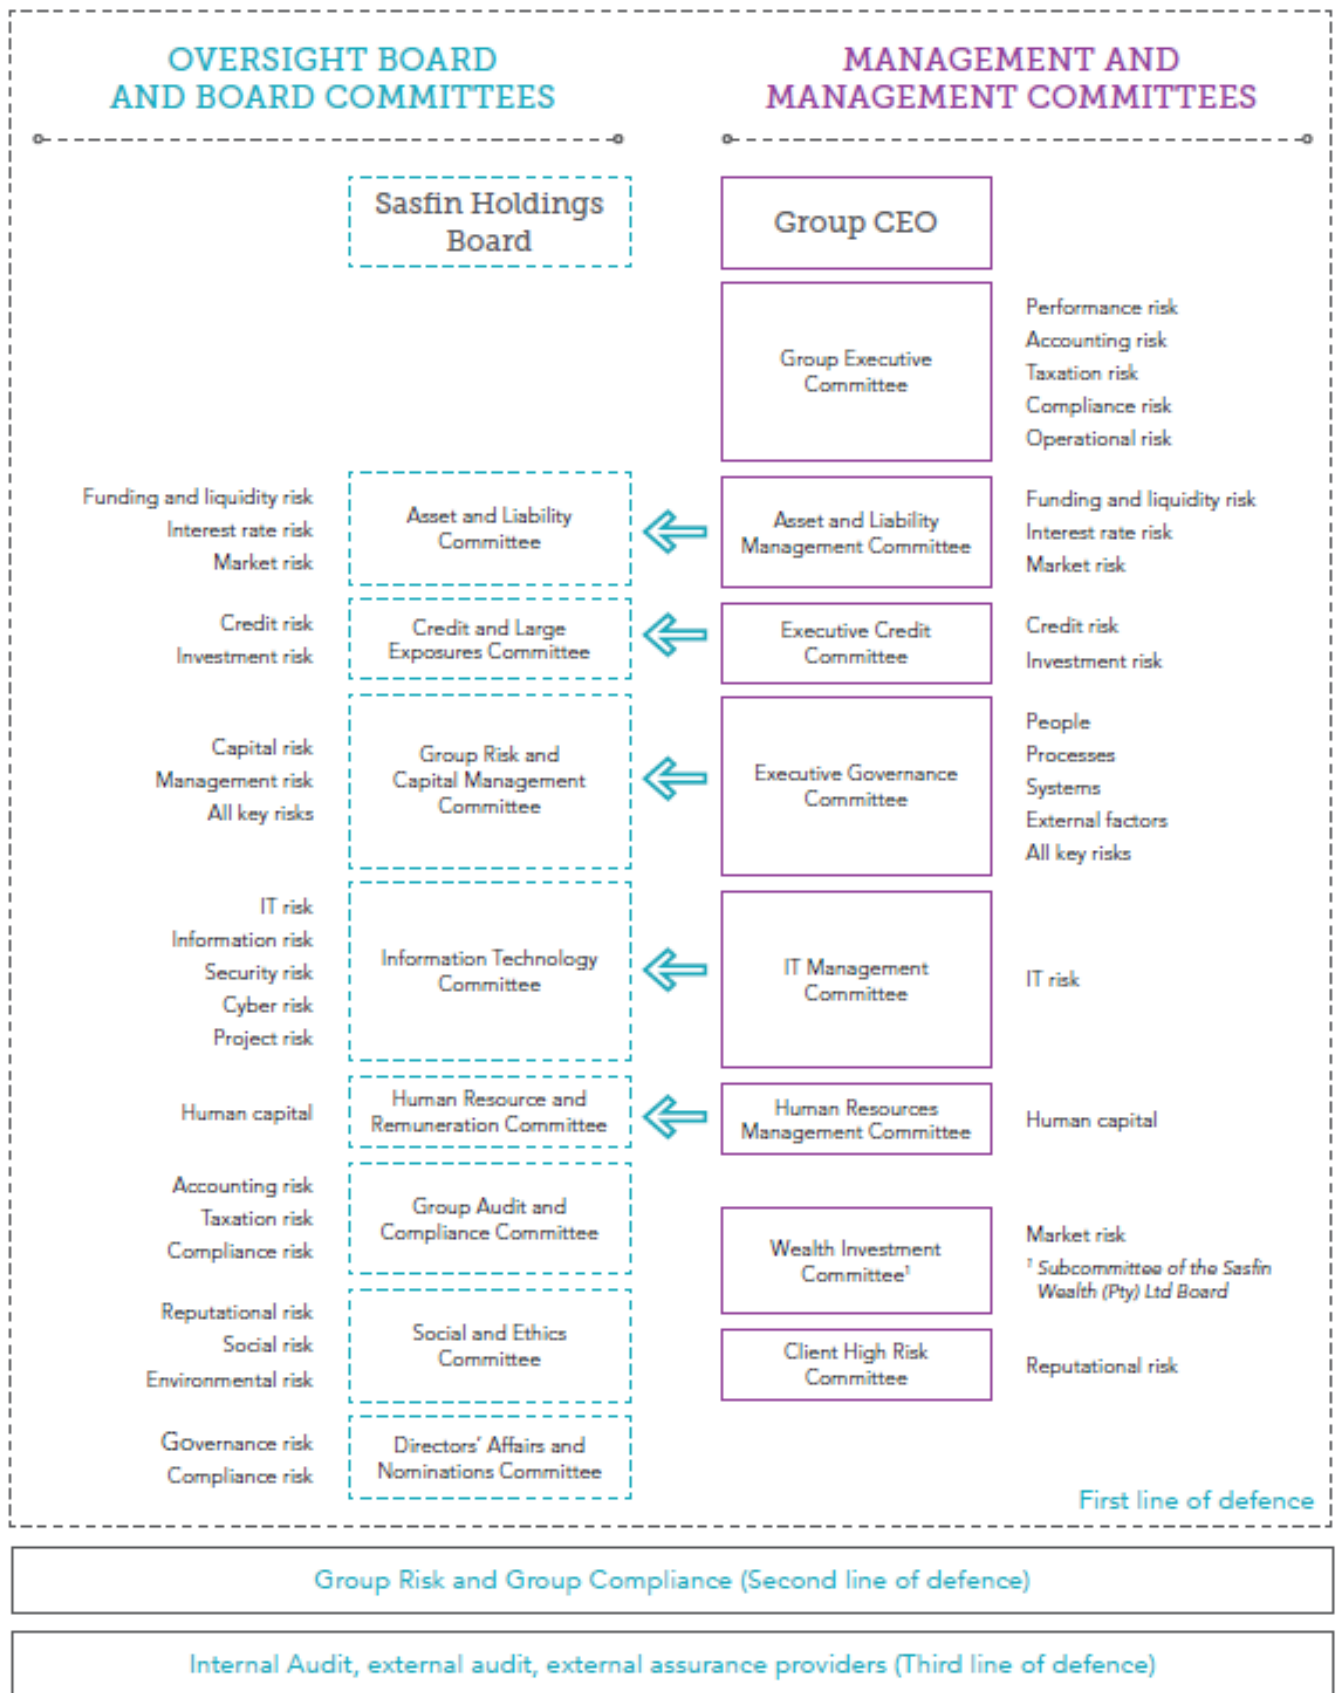 OVERSIGHT BOARD
AND BOARD COMMITTEES
MANAGEMENT AND
MANAGEMENT COMMITTEES
Sasfin Holdings
Board
Group CEO
Group Executive
Committee
Performance risk
Accounting risk
Taxation risk
Compliance risk
Operational risk
Funding and liquidity risk
Interest rate risk
Market risk
Asset and Liability
Committee
Asset and Liability
Management Committee
Funding and liquidity risk
Interest rate risk
Market risk
Credit risk
Investment risk
Credit and Large
Exposures Committee
Executive Credit
Committee
Credit risk
Investment risk
Capital risk
Management risk
All key risks
Group Risk and
Capital Management
Committee
Executive Governance
Committee
People
Processes
Systems
External factors
All key risks
IT risk
Information risk
Security risk
Cyber risk
Project risk
Information Technology
Committee
IT Management
Committee
IT risk
Human capital
Human Resource and
Remuneration Committee
Human Resources
Management Committee
Human capital
Accounting risk
Taxation risk
Compliance risk
Group Audit and
Compliance Committee
Wealth Investment
Committee¹
Market risk
¹ Subcommittee of the Sasfin
Wealth (Pty) Ltd Board
Reputational risk
Social risk
Environmental risk
Social and Ethics
Committee
Client High Risk
Committee
Reputational risk
Governance risk
Compliance risk
Directors' Affairs and
Nominations Committee
First line of defence
Group Risk and Group Compliance (Second line of defence)
Internal Audit, external audit, external assurance providers (Third line of defence)